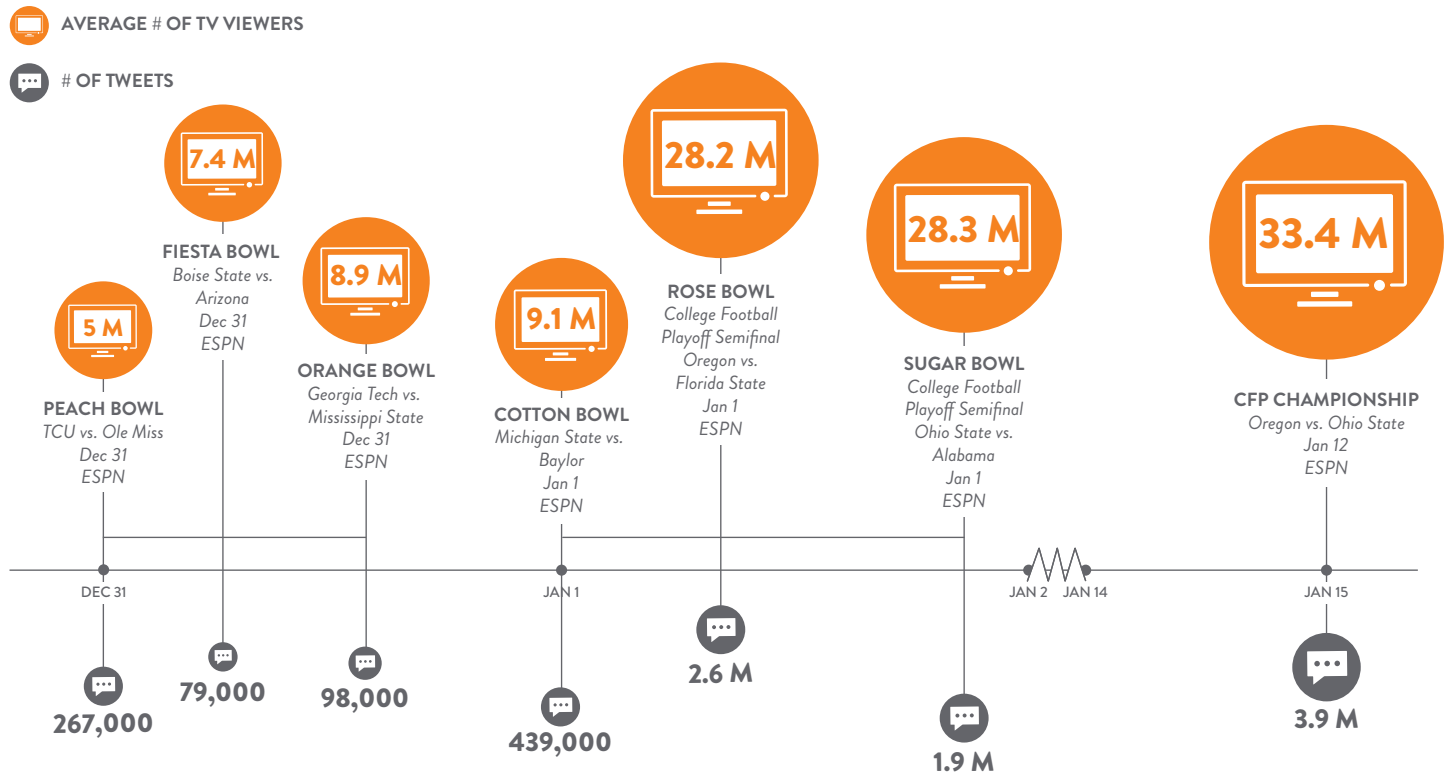 AVERAGE # OF TV VIEWERS
# OF TWEETS
5 M
PEACH BOWL
TCU vs. Ole Miss
Dec 31
ESPN
7.4 M
FIESTA BOWL
Boise State vs.
Arizona
Dec 31
ESPN
8.9 M
ORANGE BOWL
Georgia Tech vs.
Mississippi State
Dec 31
ESPN
9.1 M
COTTON BOWL
Michigan State vs.
Baylor
Jan 1
ESPN
28.2 M
ROSE BOWL
College Football
Playoff Semifinal
Oregon vs.
Florida State
Jan 1
ESPN
28.3 M
SUGAR BOWL
College Football
Playoff Semifinal
Ohio State vs.
Alabama
Jan 1
ESPN
33.4 M
CFP CHAMPIONSHIP
Oregon vs. Ohio State
Jan 12
ESPN
DEC 31
JAN 1
JAN 2
JAN 14
JAN 15
267,000
79,000
98,000
439,000
2.6 M
1.9 M
3.9 M